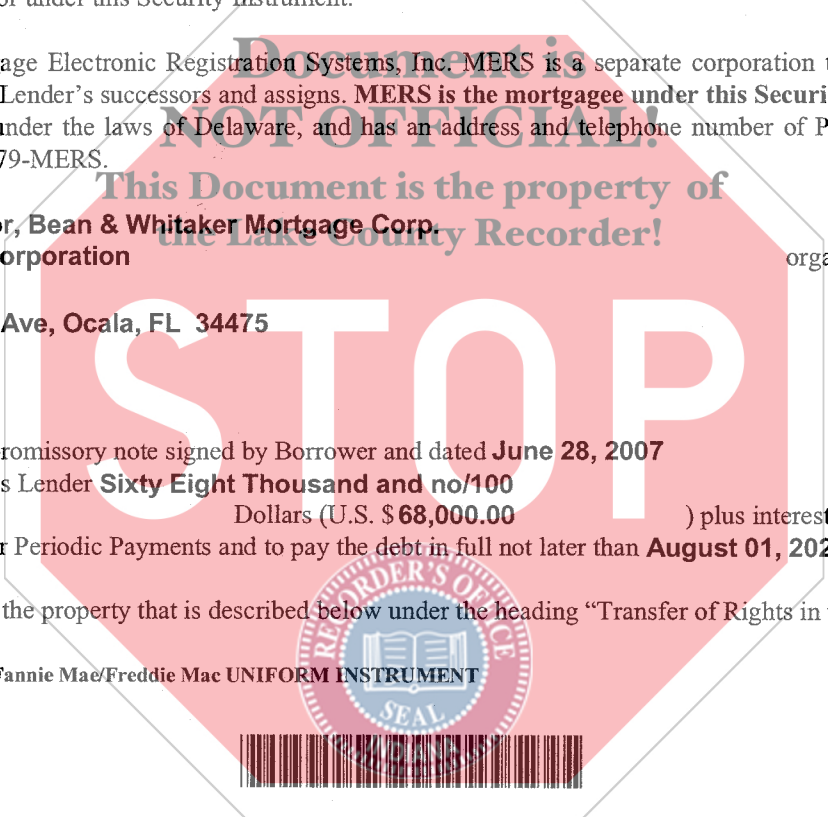 or under this Security Instrument.
age Electronic Registration Systems, Inc. MERS is a separate corporation
Lender's successors and assigns. MERS is the mortgagee under this Securi
under the laws of Delaware, and has an address and telephone number of P
79-MERS.
Document is
NOT OFFICIAL!
This Document is the property of
the Lake County Recorder!
or, Bean & Whitaker Mortgage Corp.
orporation
orga
Ave, Ocala, FL 34475
STOP
romissory note signed by Borrower and dated June 28, 2007
s Lender Sixty Eight Thousand and no/100
Dollars (U.S. $ 68,000.00 ) plus interest
r Periodic Payments and to pay the debt in full not later than August 01, 202
the property that is described below under the heading “Transfer of Rights in
Fannie Mae/Freddie Mac UNIFORM INSTRUMENT
RECORDER'S OFFICE
SEAL
INDIANA